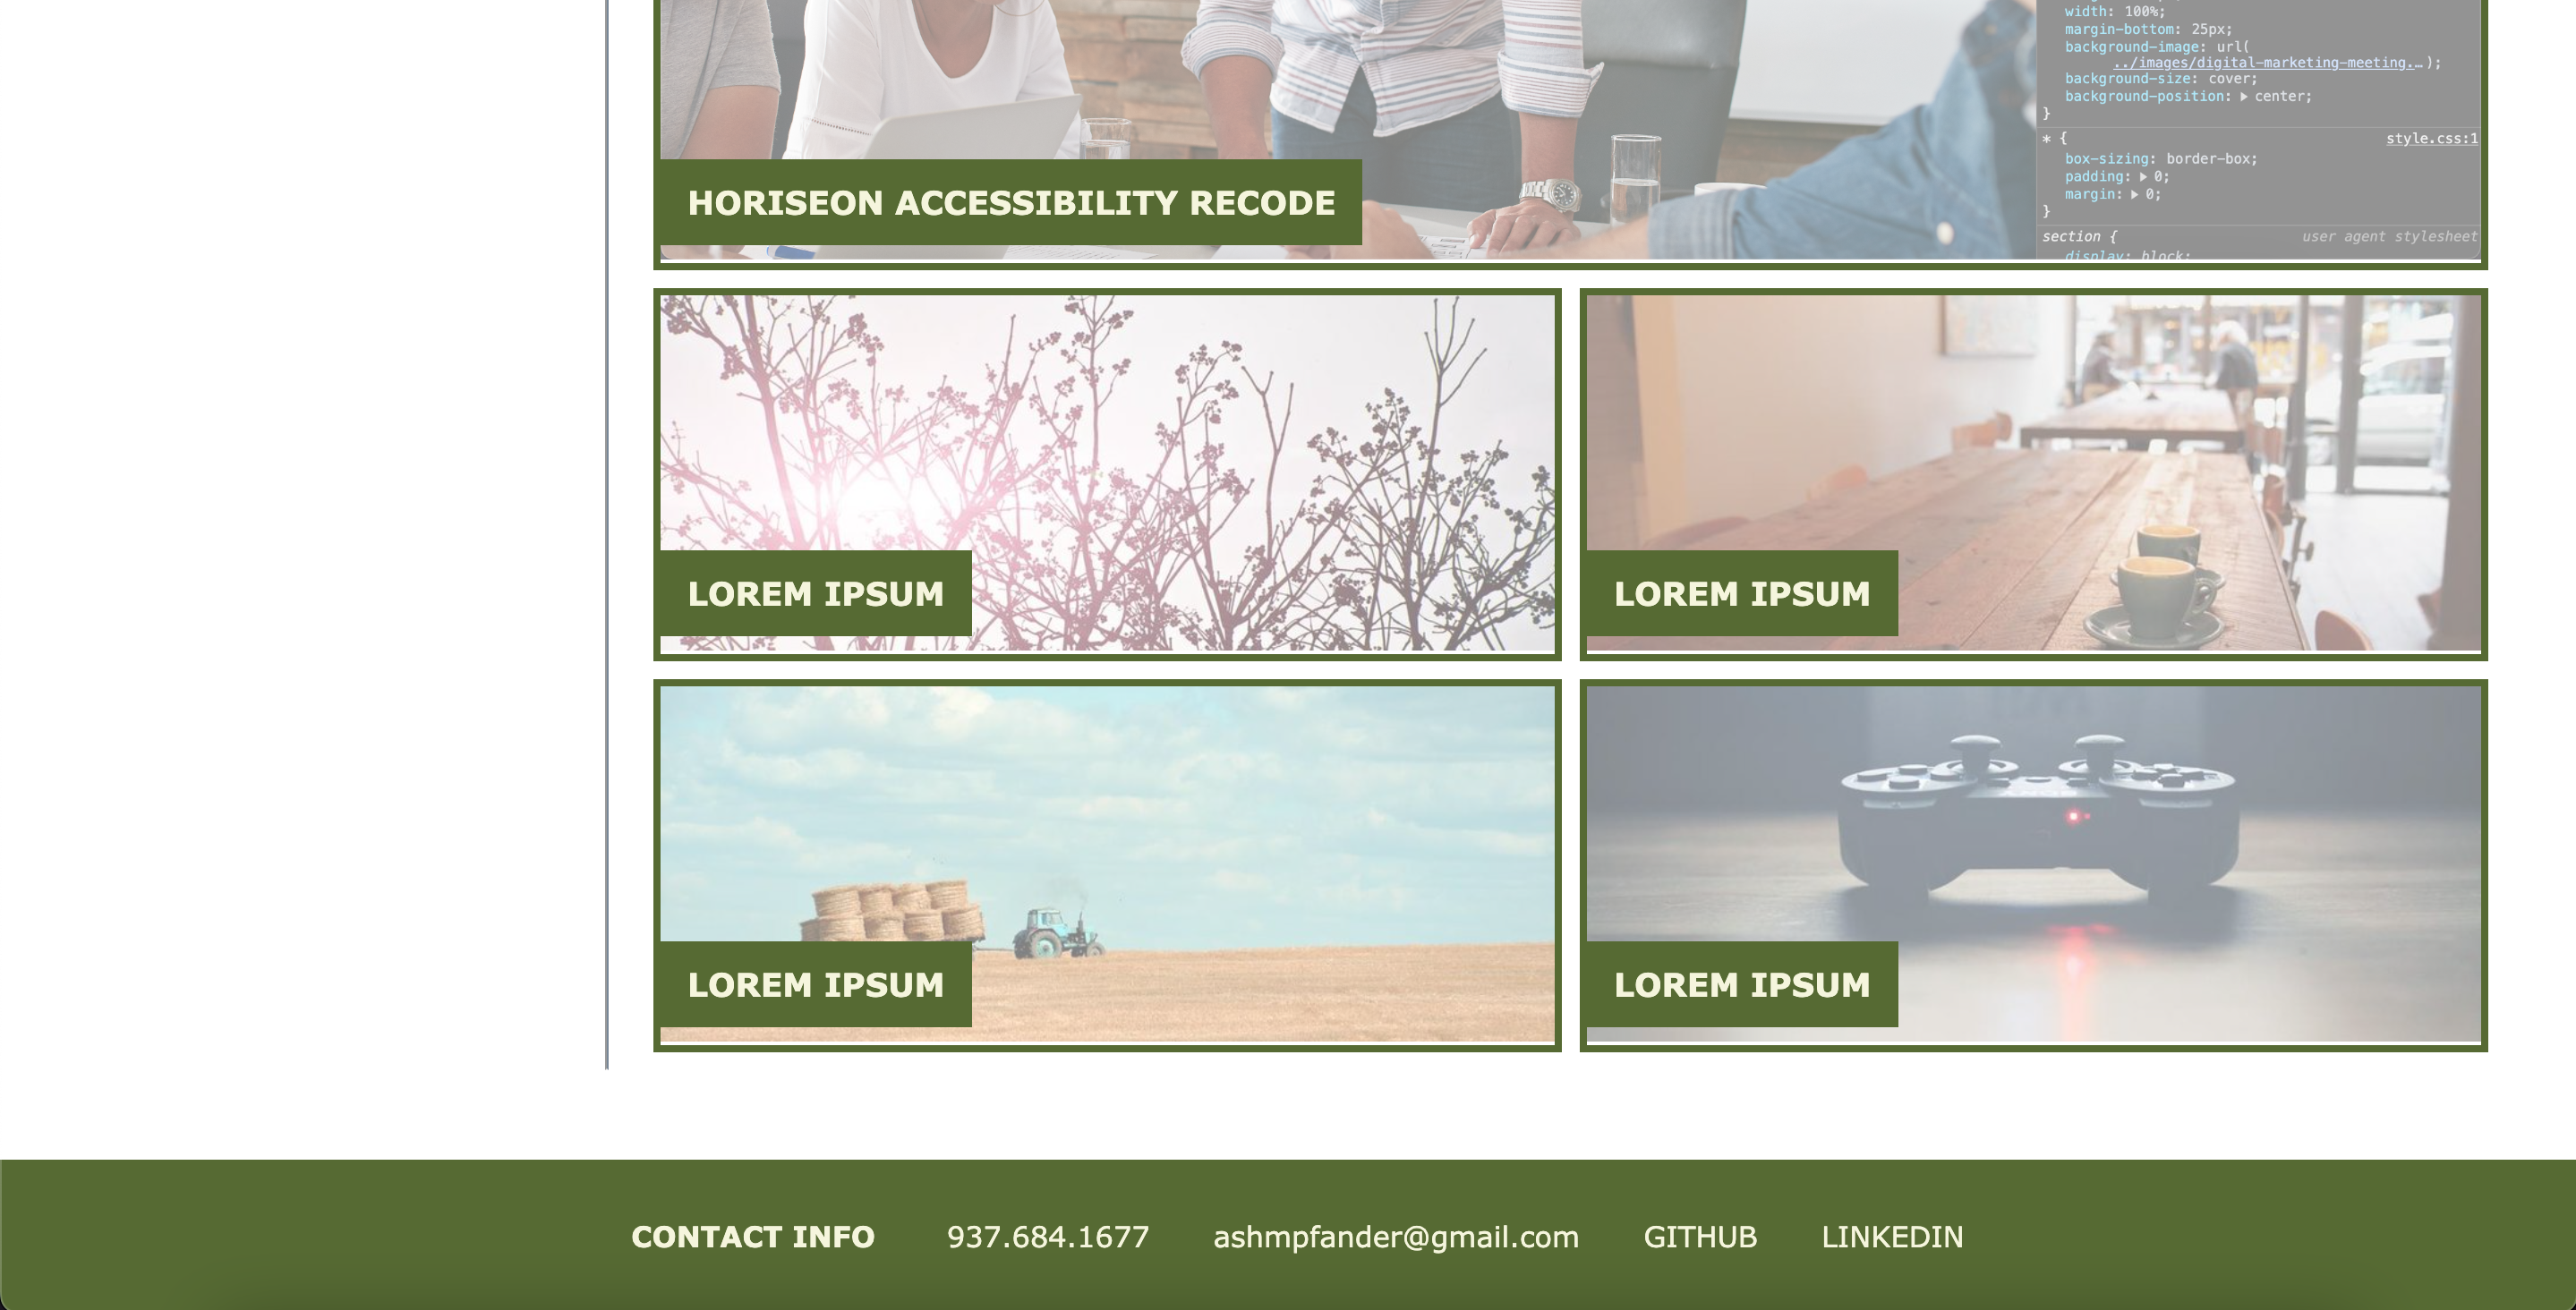 width: 100%;
margin-bottom: 25px;
background-image: url(
../images/digital-marketing-meeting.… );
background-size: cover;
background-position: ▶ center;
}
* { style.css:1
box-sizing: border-box;
padding: ▶ 0;
margin: ▶ 0;
}
section { user agent stylesheet
display: block;
HORISEON ACCESSIBILITY RECODE
LOREM IPSUM
LOREM IPSUM
LOREM IPSUM
LOREM IPSUM
CONTACT INFO 937.684.1677 ashmpfander@gmail.com GITHUB LINKEDIN